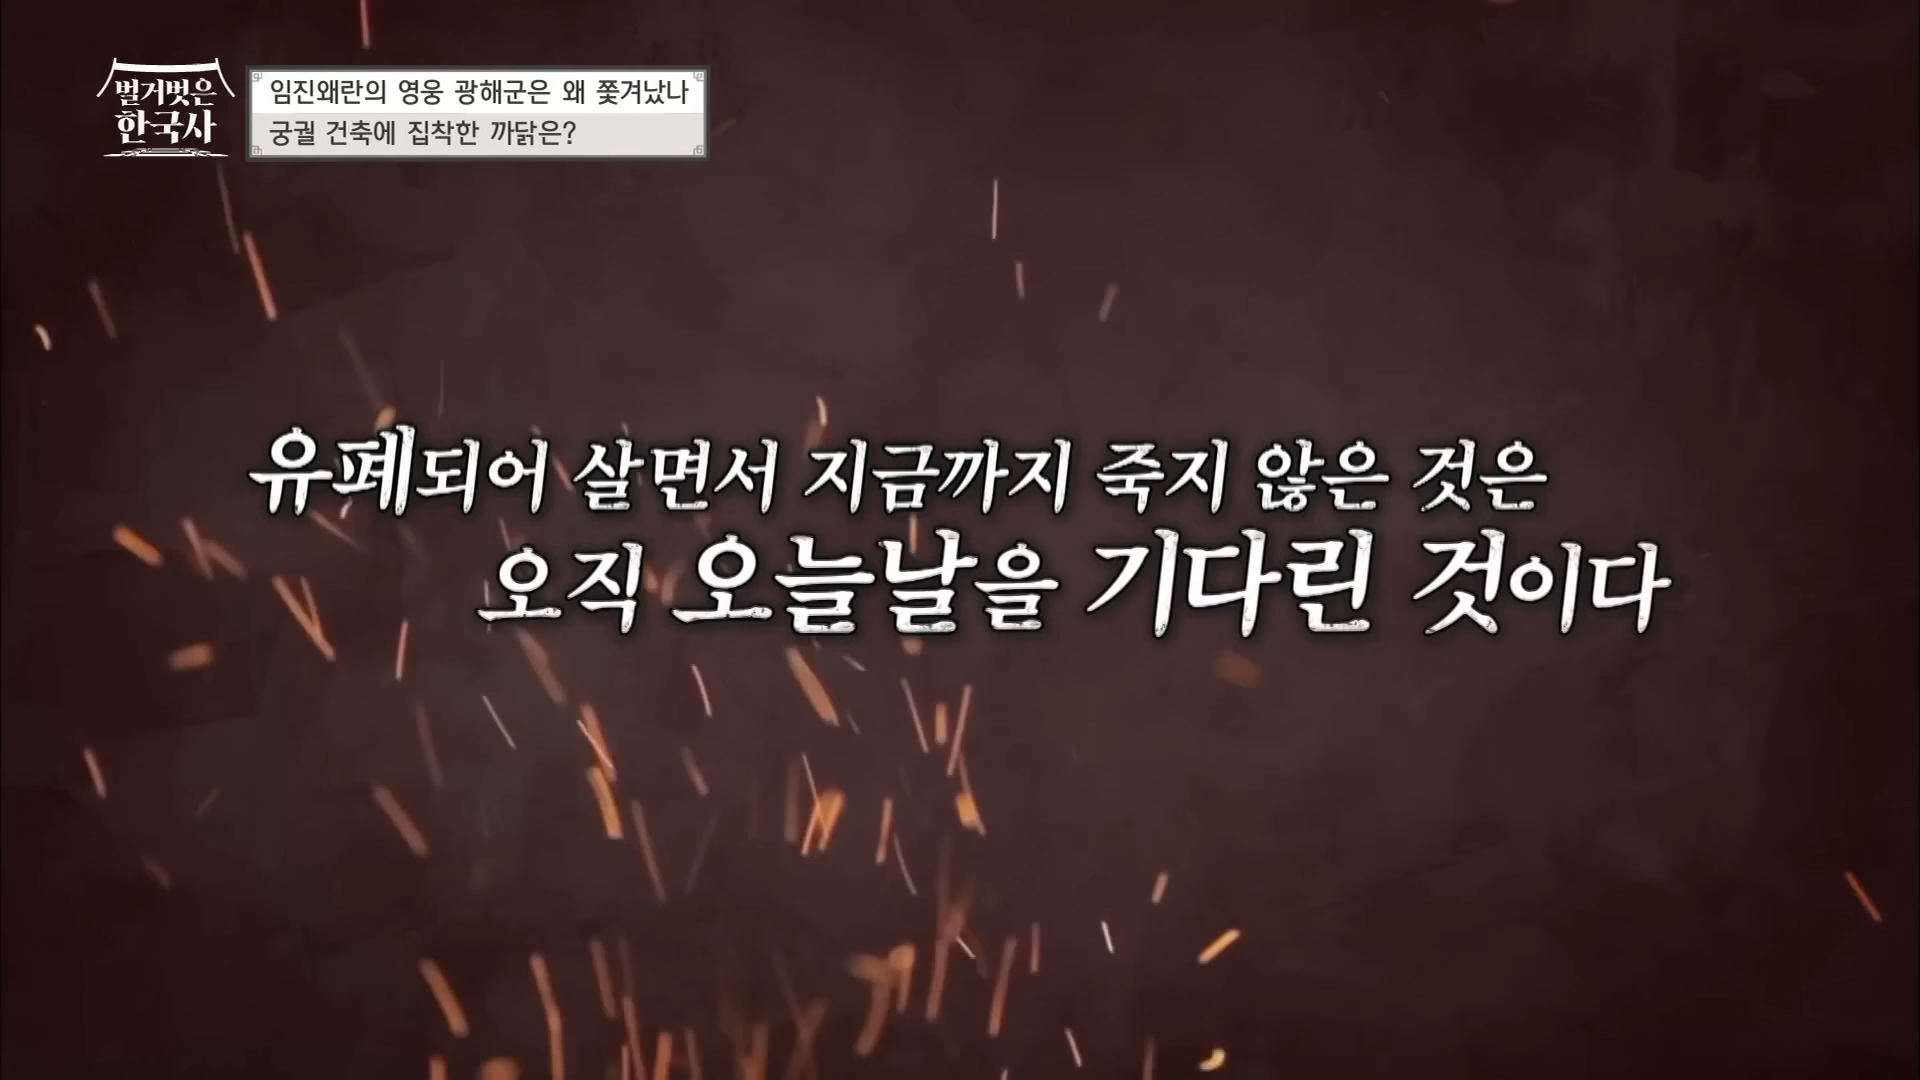 벌거벗은
한국사
임진왜란의 영웅 광해군은 왜 쫓겨났나
궁궐 건축에 집착한 까닭은?
유폐되어 살면서 지금까지 죽지 않은 것은
오직 오늘날을 기다린 것이다